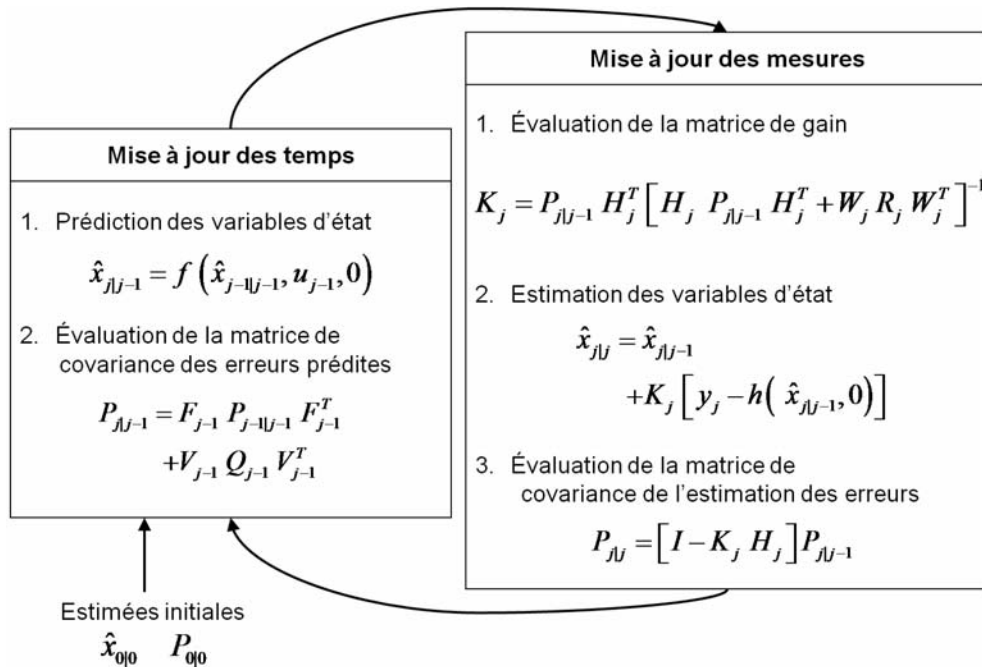 Mise à jour des temps
1. Prédiction des variables d'état
x̂_{j|j−1} = f ( x̂_{j−1|j−1}, u_{j−1}, 0 )
2. Évaluation de la matrice de
covariance des erreurs prédites
P_{j|j−1} = F_{j−1} P_{j−1|j−1} F_{j−1}^T
+V_{j−1} Q_{j−1} V_{j−1}^T
Estimées initiales
x̂_{0|0} P_{0|0}
Mise à jour des mesures
1. Évaluation de la matrice de gain
K_j = P_{j|j−1} H_j^T [ H_j P_{j|j−1} H_j^T + W_j R_j W_j^T ]^{−1}
2. Estimation des variables d'état
x̂_{j|j} = x̂_{j|j−1}
+K_j [ y_j − h( x̂_{j|j−1}, 0 ) ]
3. Évaluation de la matrice de
covariance de l'estimation des erreurs
P_{j|j} = [ I − K_j H_j ] P_{j|j−1}